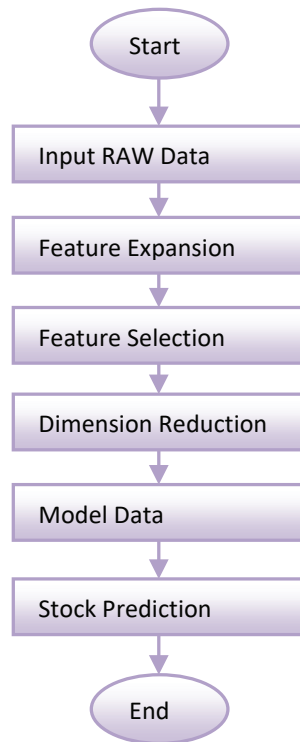 Start
Input RAW Data
Feature Expansion
Feature Selection
Dimension Reduction
Model Data
Stock Prediction
End